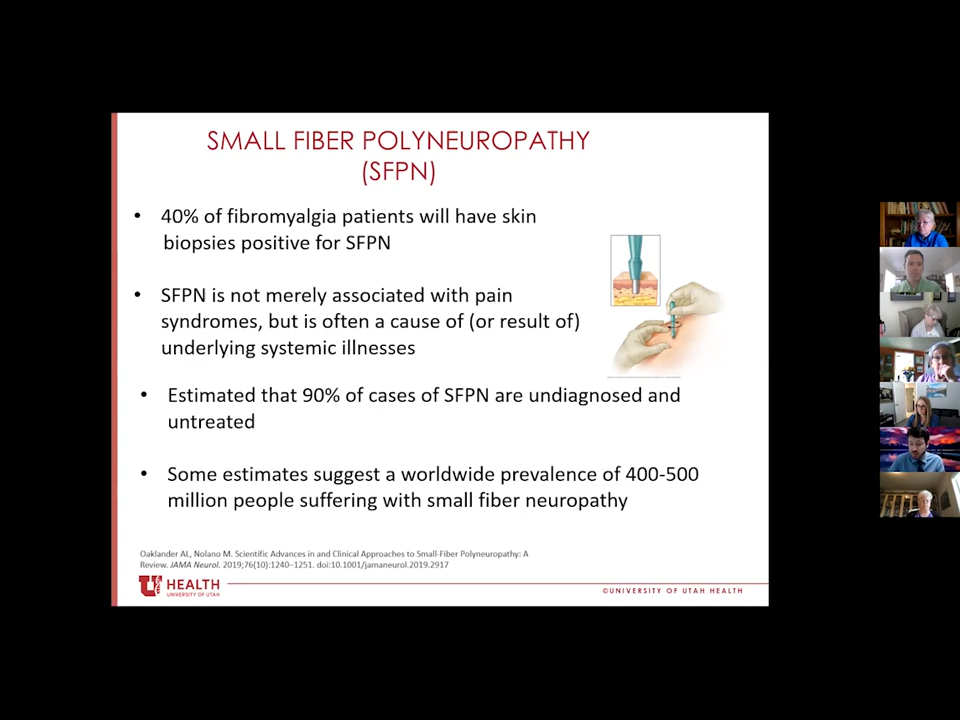 SMALL FIBER POLYNEUROPATHY
(SFPN)
• 40% of fibromyalgia patients will have skin
biopsies positive for SFPN
• SFPN is not merely associated with pain
syndromes, but is often a cause of (or result of)
underlying systemic illnesses
• Estimated that 90% of cases of SFPN are undiagnosed and
untreated
• Some estimates suggest a worldwide prevalence of 400-500
million people suffering with small fiber neuropathy
Oaklander AL, Nolano M. Scientific Advances in and Clinical Approaches to Small-Fiber Polyneuropathy: A
Review. JAMA Neurol. 2019;76(10):1240–1251. doi:10.1001/jamaneurol.2019.2917
U HEALTH
UNIVERSITY OF UTAH
©UNIVERSITY OF UTAH HEALTH